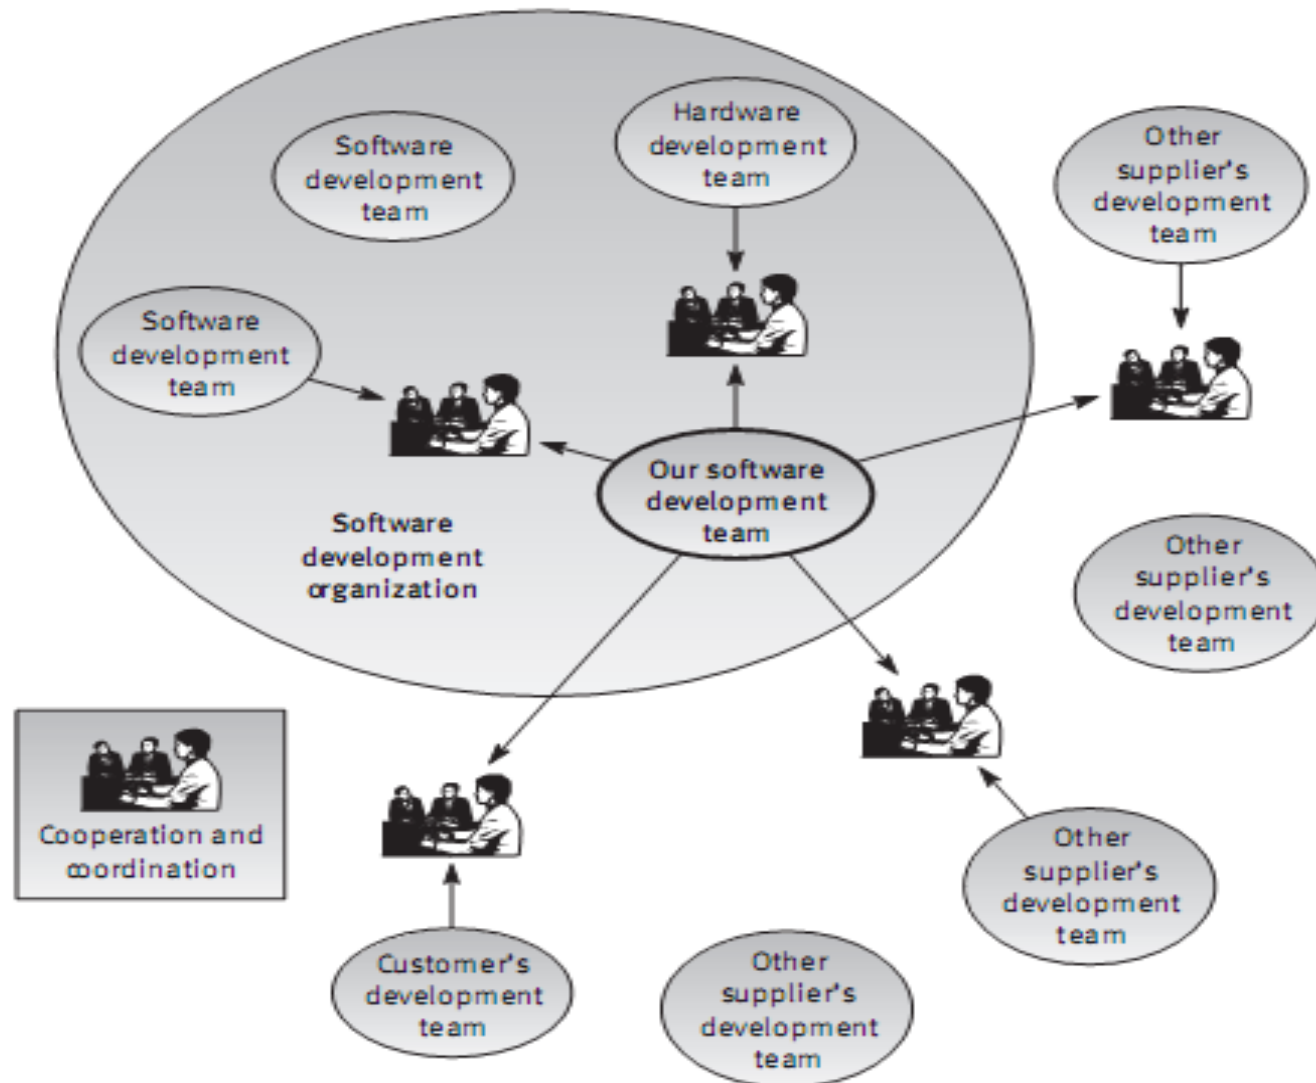 Hardware
development
team
Software
development
team
Other
supplier's
development
team
Software
development
team
Our software
development
team
Software
development
organization
Other
supplier's
development
team
Cooperation and
coordination
Other
supplier's
development
team
Customer's
development
team
Other
supplier's
development
team